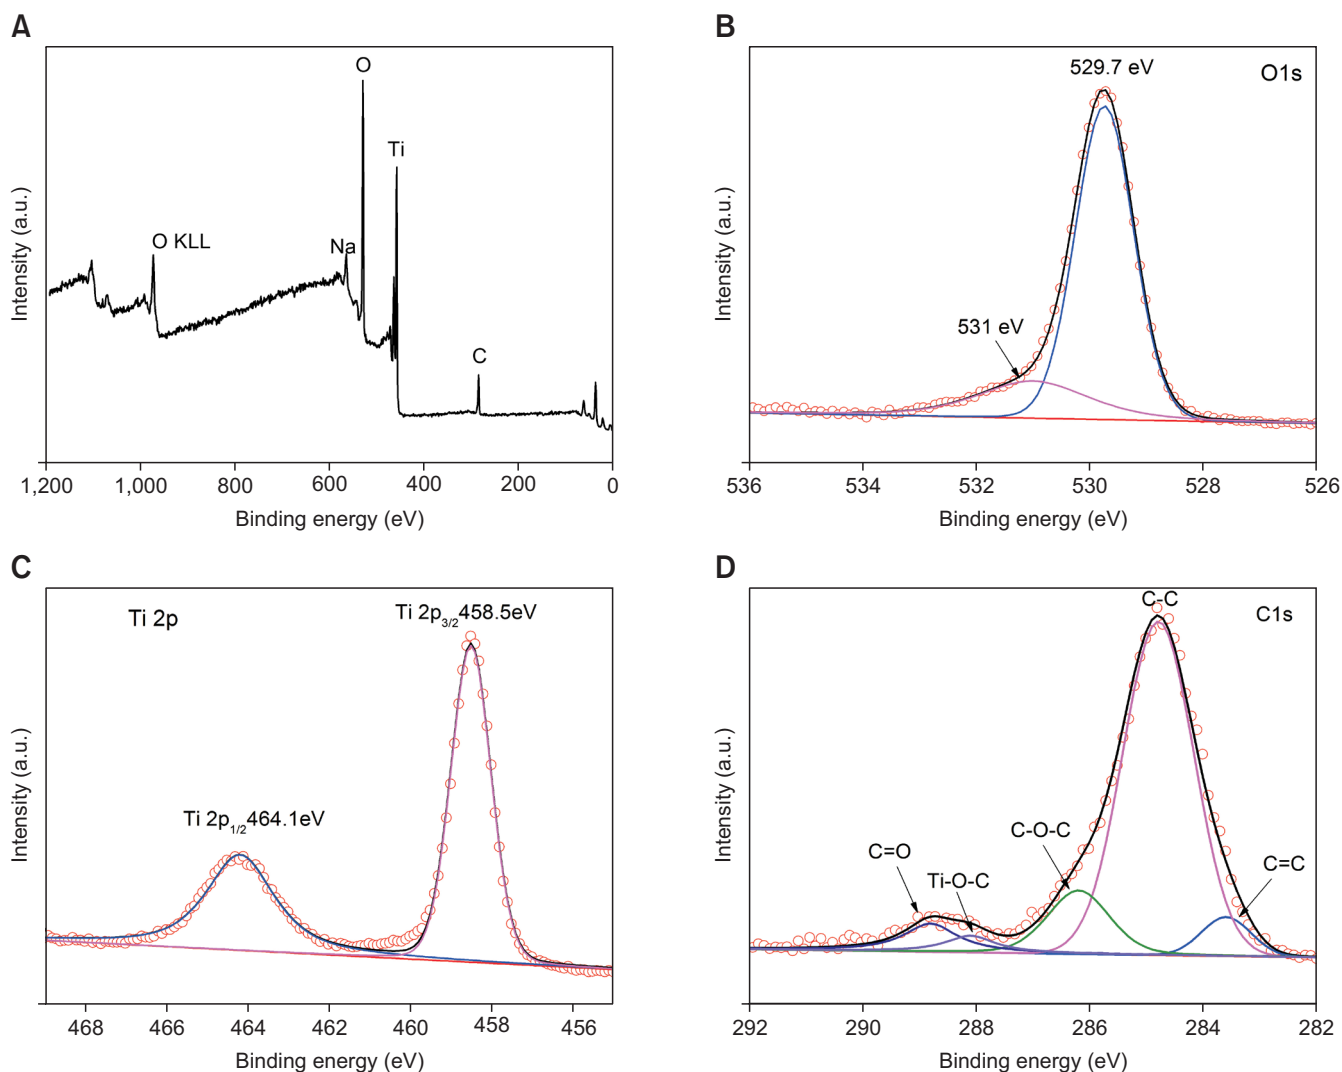 A
O
Ti
O KLL
Na
C
Intensity (a.u.)
1,200 1,000 800 600 400 200 0
Binding energy (eV)
B
529.7 eV
O1s
531 eV
Intensity (a.u.)
536 534 532 530 528 526
Binding energy (eV)
C
Ti 2p
Ti 2p3/2 458.5eV
Ti 2p1/2 464.1eV
Intensity (a.u.)
468 466 464 462 460 458 456
Binding energy (eV)
D
C-C
C1s
C-O-C
C=O
Ti-O-C
C=C
Intensity (a.u.)
292 290 288 286 284 282
Binding energy (eV)